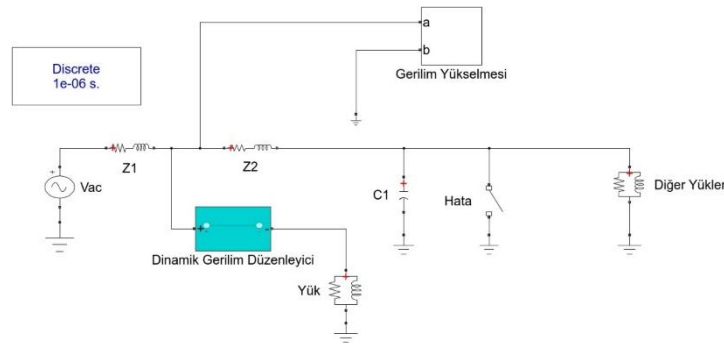 Discrete
1e-06 s.
a
b
Gerilim Yükselmesi
Z1
Z2
Vac
C1
Hata
Diğer Yükler
Dinamik Gerilim Düzenleyici
Yük